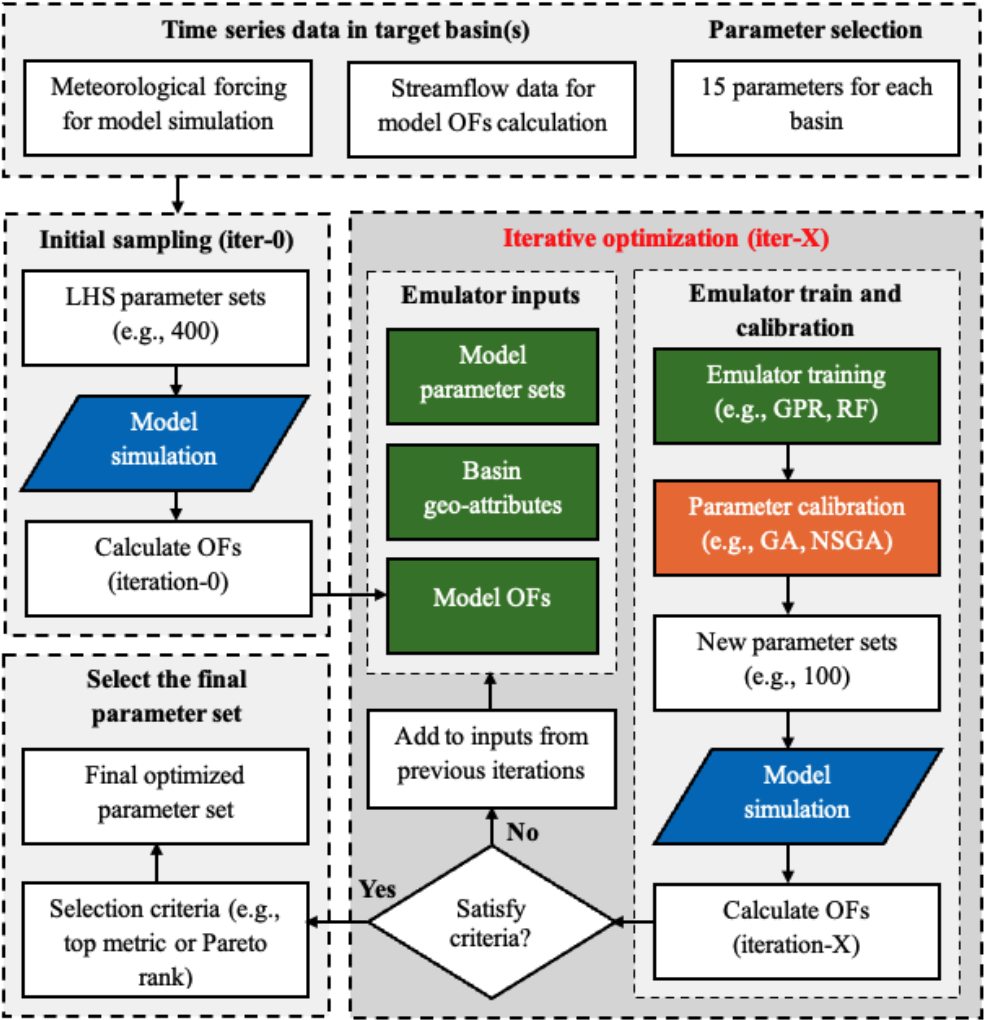 Time series data in target basin(s)
Parameter selection
Meteorological forcing
for model simulation
Streamflow data for
model OFs calculation
15 parameters for each
basin
Initial sampling (iter-0)
LHS parameter sets
(e.g., 400)
Model
simulation
Calculate OFs
(iteration-0)
Iterative optimization (iter-X)
Emulator inputs
Model
parameter sets
Basin
geo-attributes
Model OFs
Add to inputs from
previous iterations
No
Yes
Satisfy
criteria?
Emulator train and
calibration
Emulator training
(e.g., GPR, RF)
Parameter calibration
(e.g., GA, NSGA)
New parameter sets
(e.g., 100)
Model
simulation
Calculate OFs
(iteration-X)
Select the final
parameter set
Final optimized
parameter set
Selection criteria (e.g.,
top metric or Pareto
rank)